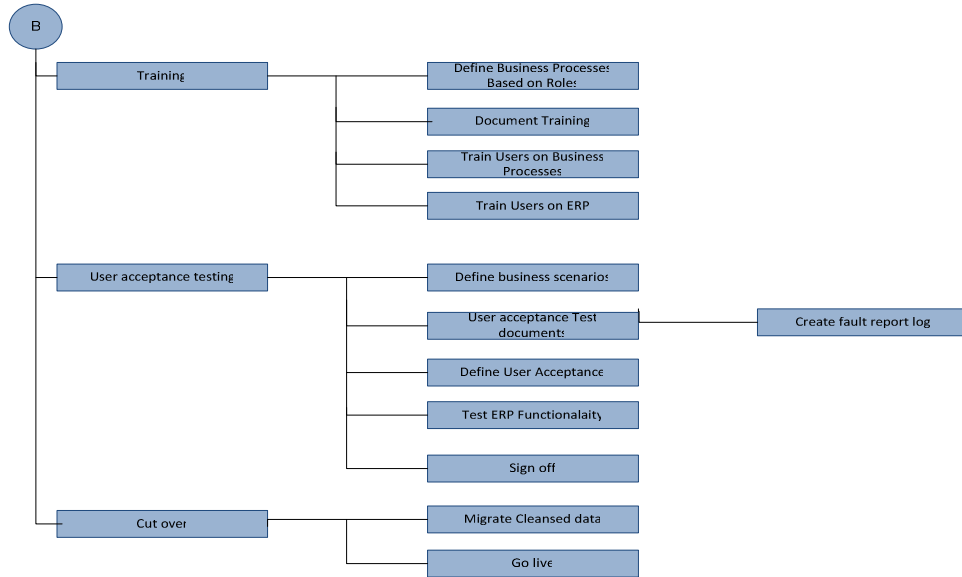 B
Training
Define Business Processes
Based on Roles
Document Training
Train Users on Business
Processes
Train Users on ERP
User acceptance testing
Define business scenarios
User acceptance Test
documents
Create fault report log
Define User Acceptance
Test ERP Functionalaity
Sign off
Cut over
Migrate Cleansed data
Go live